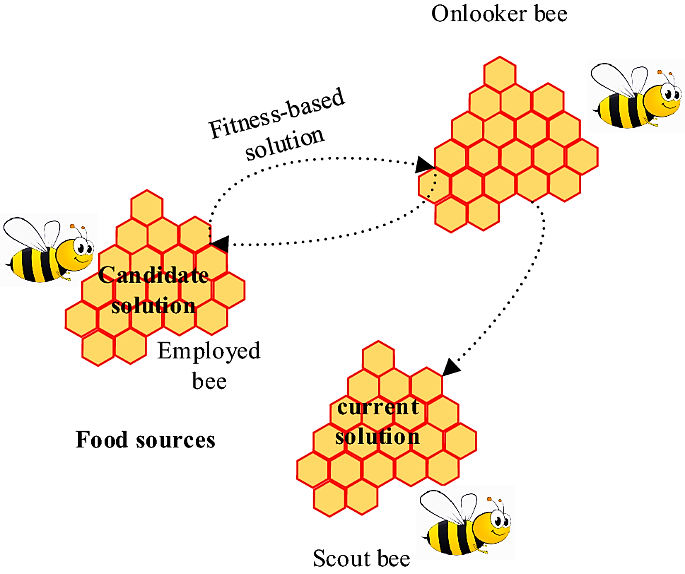 Onlooker bee
Fitness-based
solution
Candidate
solution
Employed
bee
Food sources
current
solution
Scout bee